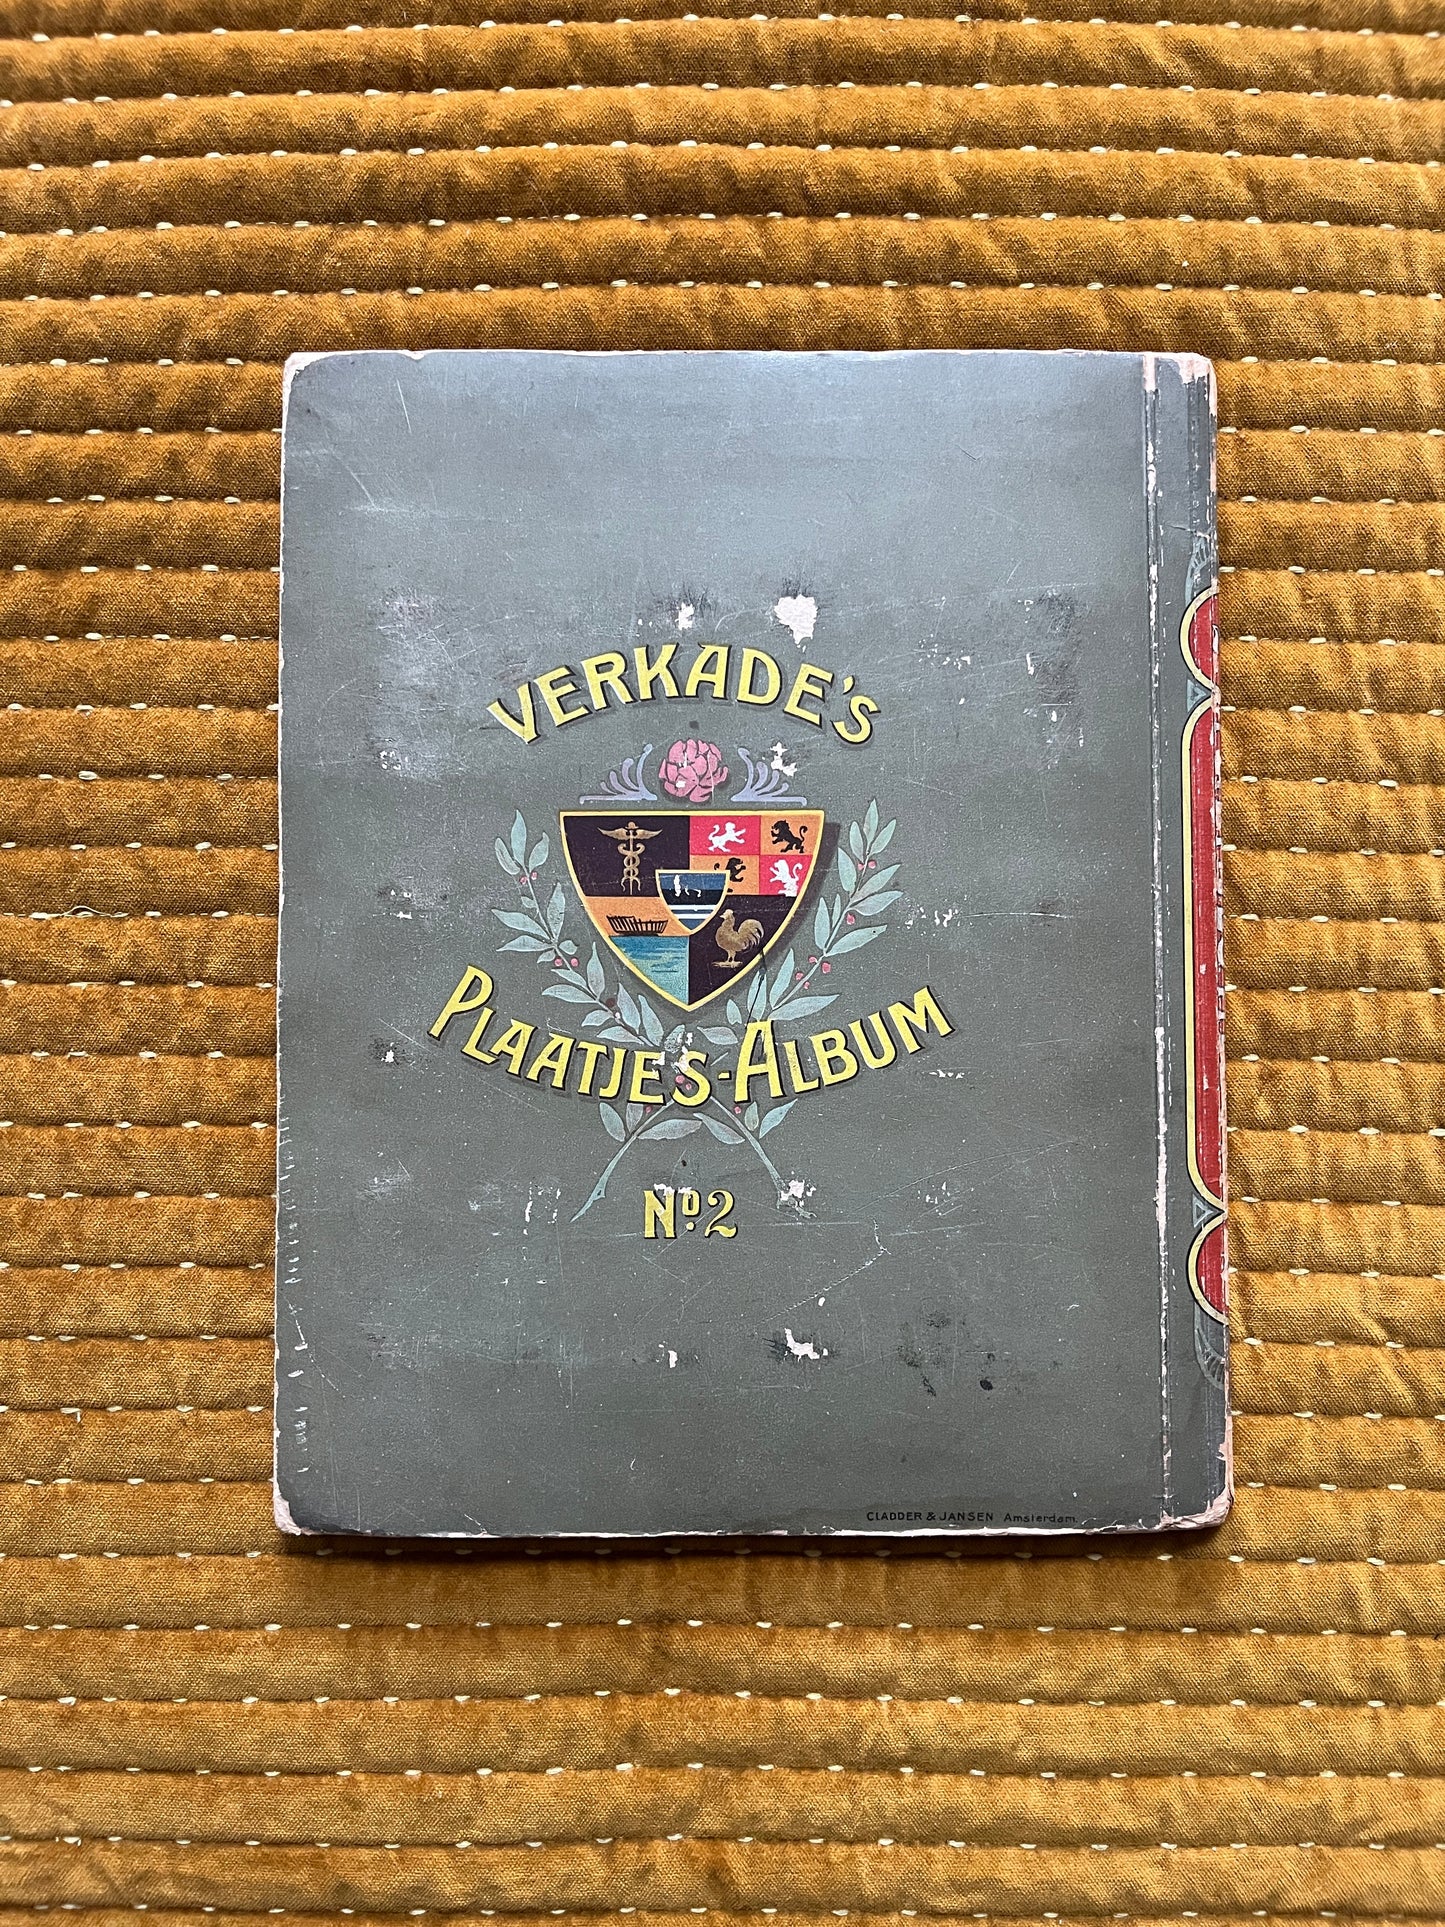 VERKADE'S
PLAATJES-ALBUM
No. 2
CLADDER & JANSEN Amsterdam.